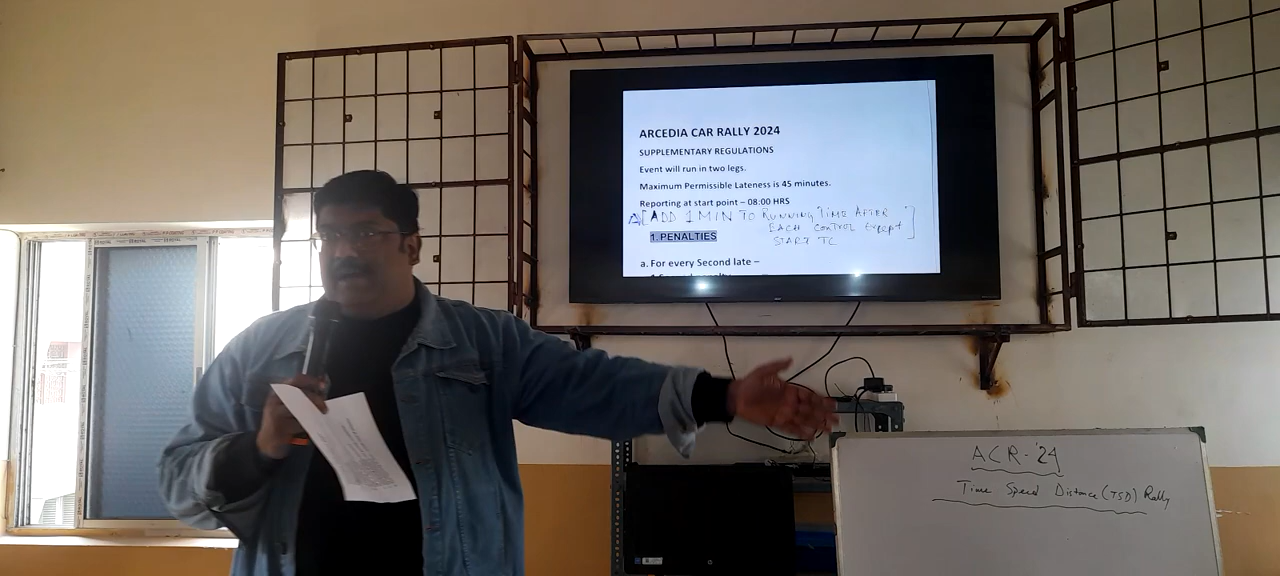 ARCEDIA CAR RALLY 2024
SUPPLEMENTARY REGULATIONS
Event will run in two legs.
Maximum Permissible Lateness is 45 minutes.
Reporting at start point – 08:00 HRS
[ADD 1 MIN TO RUNNING TIME AFTER
EACH CONTROL EXCEPT
START TC]
1. PENALTIES
a. For every Second late –
ACR-'24
Time Speed Distance (TSD) Rally